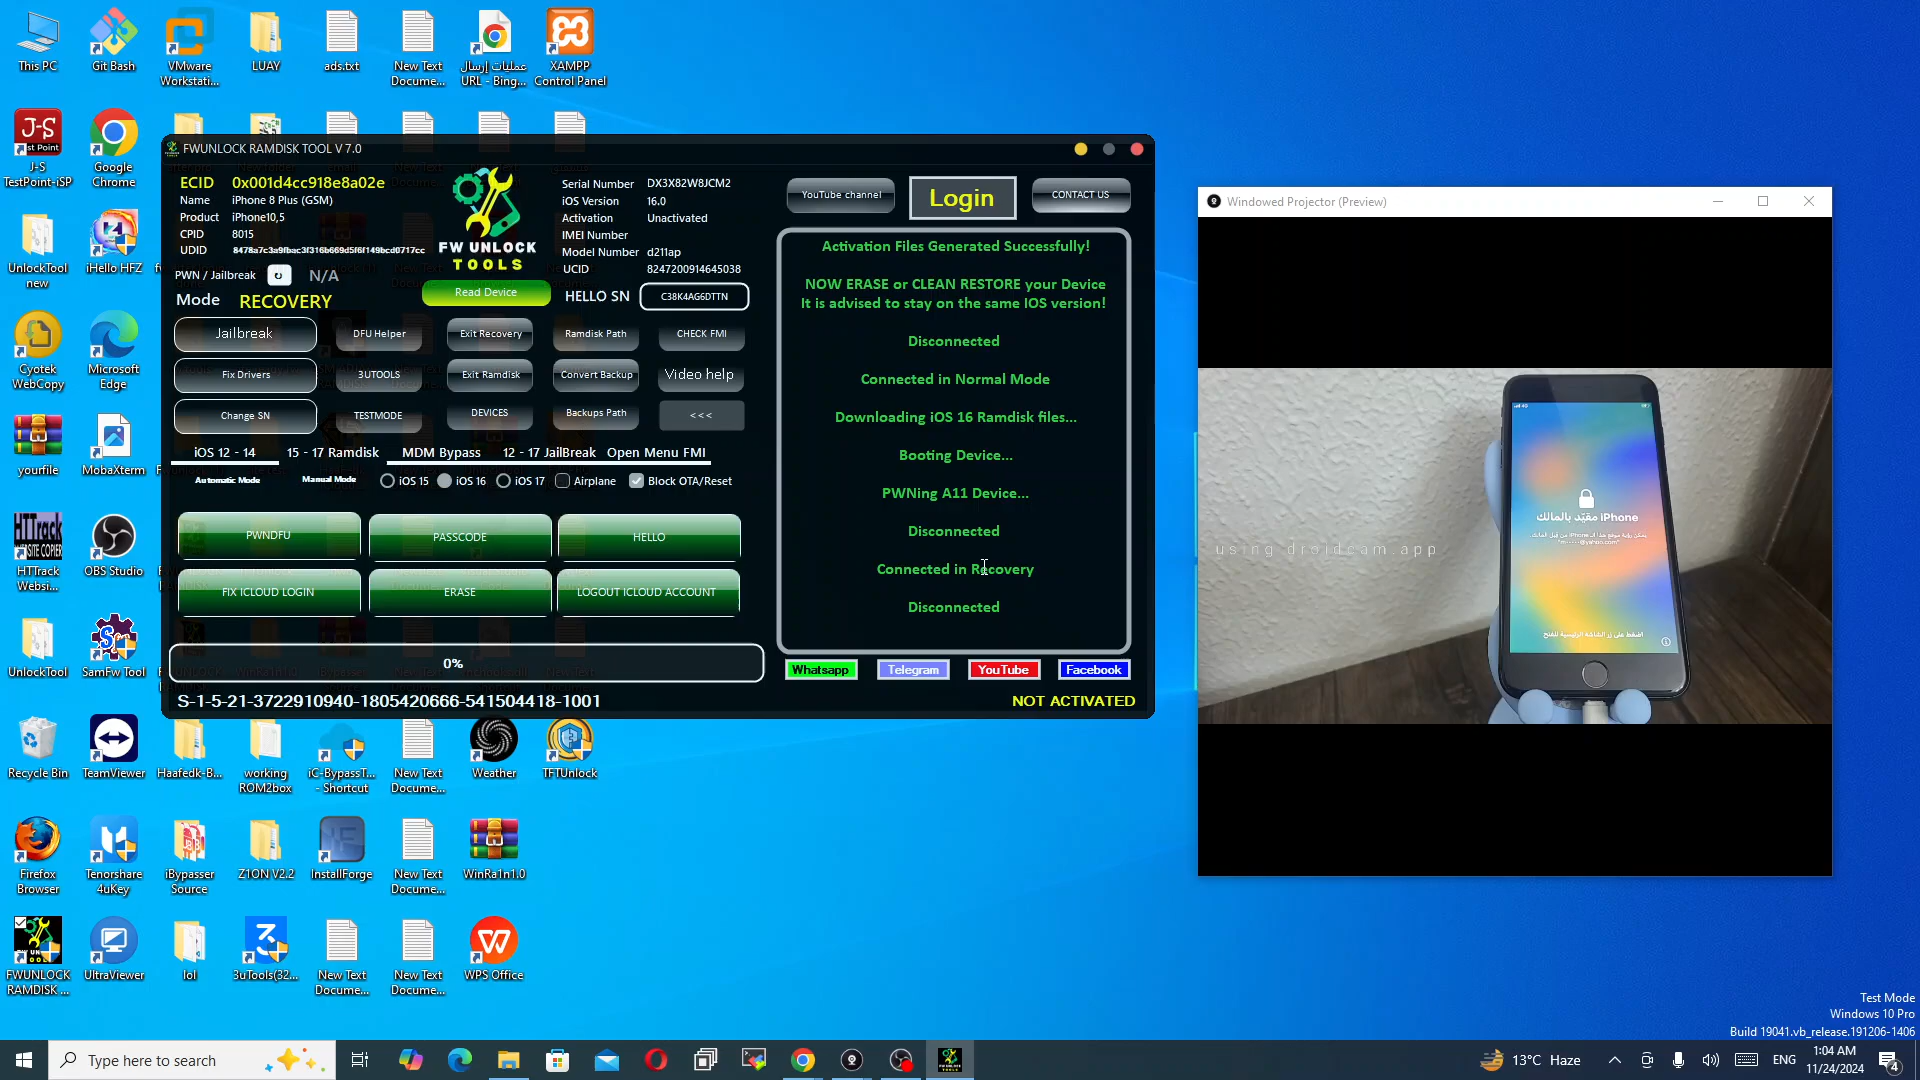 This PC
Git Bash
VMware
Workstati...
LUAY
ads.txt
New Text
Docume...
عمليات إرسال
URL - Bing...
XAMPP
Control Panel
J-S
TestPoint-iSP
Google
Chrome
UnlockTool
new
iHello HFZ
Cyotek
WebCopy
Microsoft
Edge
yourfile
MobaXterm
HTTrack
Websi...
OBS Studio
UnlockTool
SamFw Tool
Recycle Bin
TeamViewer
Haafedk-B...
working
ROM2box
iC-BypassT...
- Shortcut
New Text
Docume...
Weather
TFTUnlock
Firefox
Browser
Tenorshare
4uKey
iBypasser
Source
Z1ON V2.2
InstallForge
New Text
Docume...
WinRa1n1.0
FWUNLOCK
RAMDISK ...
UltraViewer
lol
3uTools(32...
New Text
Docume...
New Text
Docume...
WPS Office
FWUNLOCK RAMDISK TOOL V 7.0
ECID 0x001d4cc918e8a02e
Name iPhone 8 Plus (GSM)
Product iPhone10,5
CPID 8015
UDID 8478a7c3a9fbac3f316b669d5f6f149bcd0717cc
PWN / Jailbreak N/A
Mode RECOVERY
FW UNLOCK
TOOLS
Read Device
Serial Number DX3X82W8JCM2
iOS Version 16.0
Activation Unactivated
IMEI Number
Model Number d211ap
UCID 8247200914645038
HELLO SN C38K4AG6DTTN
YouTube channel
Login
CONTACT US
Jailbreak
DFU Helper
Exit Recovery
Ramdisk Path
CHECK FMI
Fix Drivers
3UTOOLS
Exit Ramdisk
Convert Backup
Video help
Change SN
TESTMODE
DEVICES
Backups Path
<<<
iOS 12 - 14
15 - 17 Ramdisk
MDM Bypass
12 - 17 JailBreak
Open Menu FMI
Automatic Mode
Manual Mode
iOS 15
iOS 16
iOS 17
Airplane
Block OTA/Reset
PWNDFU
PASSCODE
HELLO
FIX ICLOUD LOGIN
ERASE
LOGOUT ICLOUD ACCOUNT
0%
S-1-5-21-3722910940-1805420666-541504418-1001
NOT ACTIVATED
Activation Files Generated Successfully!
NOW ERASE or CLEAN RESTORE your Device
It is advised to stay on the same IOS version!
Disconnected
Connected in Normal Mode
Downloading iOS 16 Ramdisk files...
Booting Device...
PWNing A11 Device...
Disconnected
Connected in Recovery
Disconnected
Whatsapp
Telegram
YouTube
Facebook
Windowed Projector (Preview)
using droidcam.app
iPhone مقيّد بالمالك
اضغط على زر الشاشة الرئيسية للفتح
Test Mode
Windows 10 Pro
Build 19041.vb_release.191206-1406
Type here to search
13°C Haze
ENG
1:04 AM
11/24/2024
4